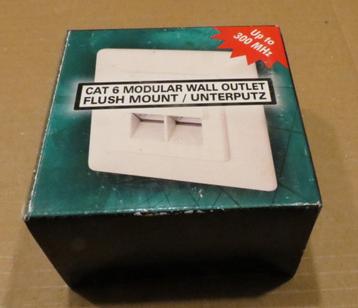 Up to
300 MHz
CAT 6 MODULAR WALL OUTLET
FLUSH MOUNT / UNTERPUTZ